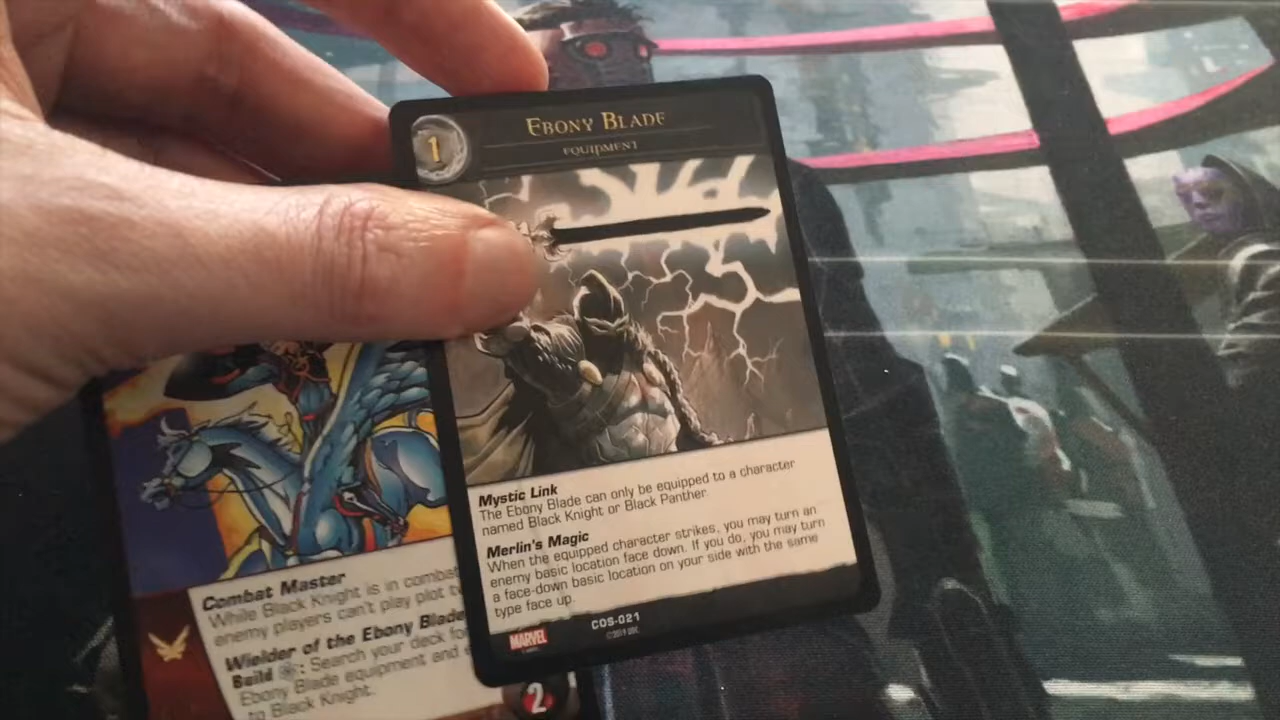 1
EBONY BLADE
EQUIPMENT
Mystic Link
The Ebony Blade can only be equipped to a character
named Black Knight or Black Panther.
Merlin's Magic
When the equipped character strikes, you may turn an
enemy basic location face down. If you do, you may turn
a face-down basic location on your side with the same
type face up.
MARVEL
COS-021
Combat Master
While Black Knight is in combat
enemy players can't play plot
Wielder of the Ebony Blade
Build : Search your deck fo
Ebony Blade equipment and
to Black Knight.
2